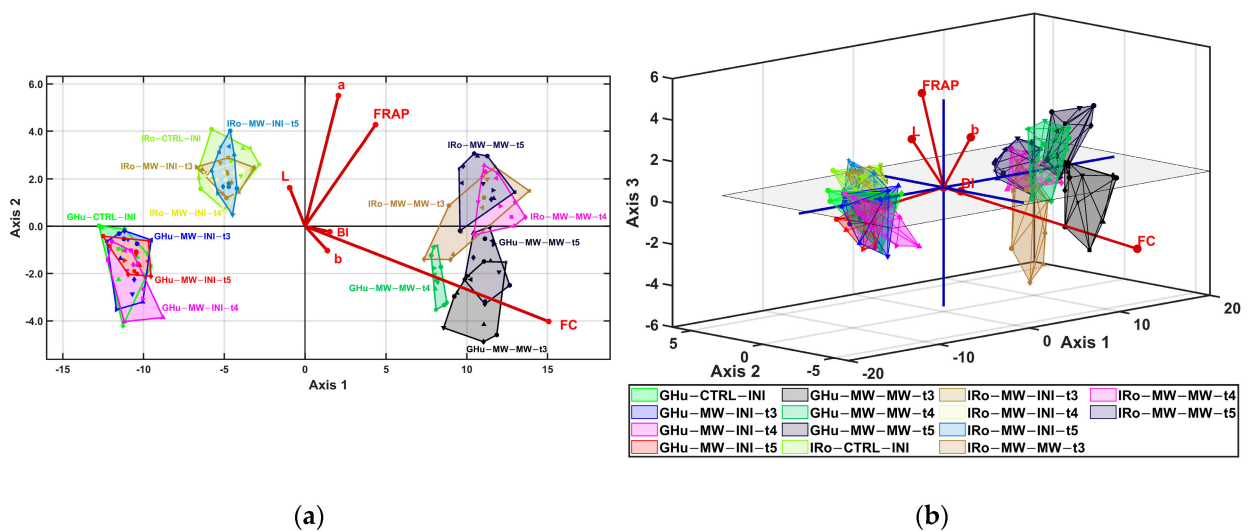 6.0
4.0
2.0
0.0
-2.0
-4.0
-15
-10
-5
0
5
10
15
Axis 1
Axis 2
a
FRAP
L
BI
b
FC
IRo−MW−INI−t5
IRo−CTRL−INI
IRo−MW−INI−t3
IRo−MW−INI−t4
GHu−CTRL−INI
GHu−MW−INI−t3
GHu−MW−INI−t5
GHu−MW−INI−t4
IRo−MW−MW−t5
IRo−MW−MW−t3
IRo−MW−MW−t4
GHu−MW−MW−t5
GHu−MW−MW−t4
GHu−MW−MW−t3
(a)
6
4
2
0
-2
-4
-6
Axis 3
5
0
-5
Axis 2
-20
-10
0
10
20
Axis 1
FRAP
L
b
BI
FC
GHu−CTRL−INI GHu−MW−MW−t3 IRo−MW−INI−t3 IRo−MW−MW−t4
GHu−MW−INI−t3 GHu−MW−MW−t4 IRo−MW−INI−t4 IRo−MW−MW−t5
GHu−MW−INI−t4 GHu−MW−MW−t5 IRo−MW−INI−t5
GHu−MW−INI−t5 IRo−CTRL−INI IRo−MW−MW−t3
(b)